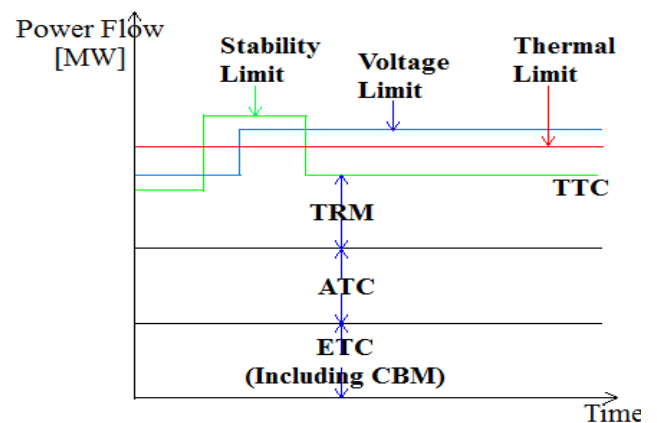 Power Flow
[MW]
Stability
Limit
Voltage
Limit
Thermal
Limit
TTC
TRM
ATC
ETC
(Including CBM)
Time